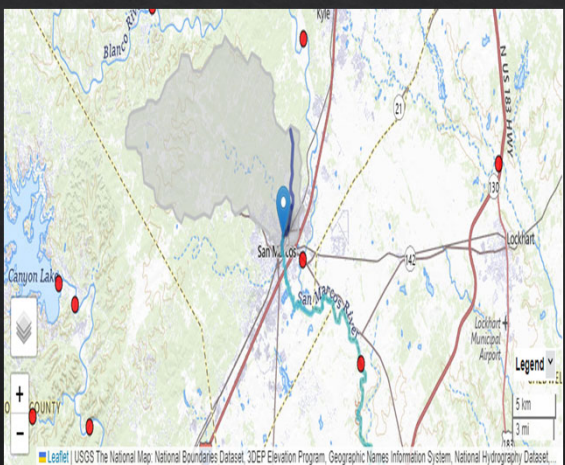 Kyle
Blanco Riv
21
N US 183 HWY
130
San Marcos
142
Lockhart
Canyon Lake
San Marcos River
Lockhart
Municipal
Airport
Legend
+
−
COUNTY
5 km
3 mi
183
Leaflet | USGS The National Map: National Boundaries Dataset, 3DEP Elevation Program, Geographic Names Information System, National Hydrography Dataset,...